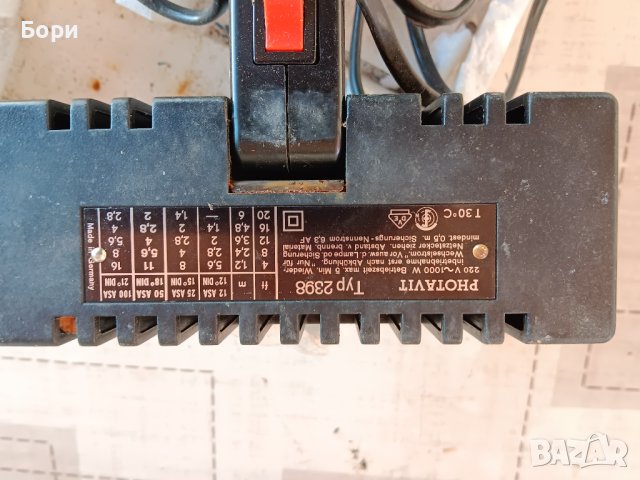 Бори
PHOTAVIT Typ 2398
220 V ~ 1000 W Betriebszeit max 5 Min. Wieder-
inbetriebnahme erst nach Abkühlung. "Nur für
Wechselstrom." Vor ausw. d. Lamp. od. Sicherung
Netzstecker ziehen. Abstand v. brennb. Material
mindest 0,5 m. Sicherungs-Nennstrom 6,3 AF
T 30°C
ft m 12 ASA 25 ASA 50 ASA 100 ASA
12° DIN 15° DIN 18° DIN 21° DIN
4 1,2 5,6 8 11 16
8 2,4 2,8 4 5,6 8
12 3,6 2 2,8 4 5,6
16 4,8 1,4 2 2,8 4
20 6 — 1,4 2 2,8
Made in Germany
BAZAR